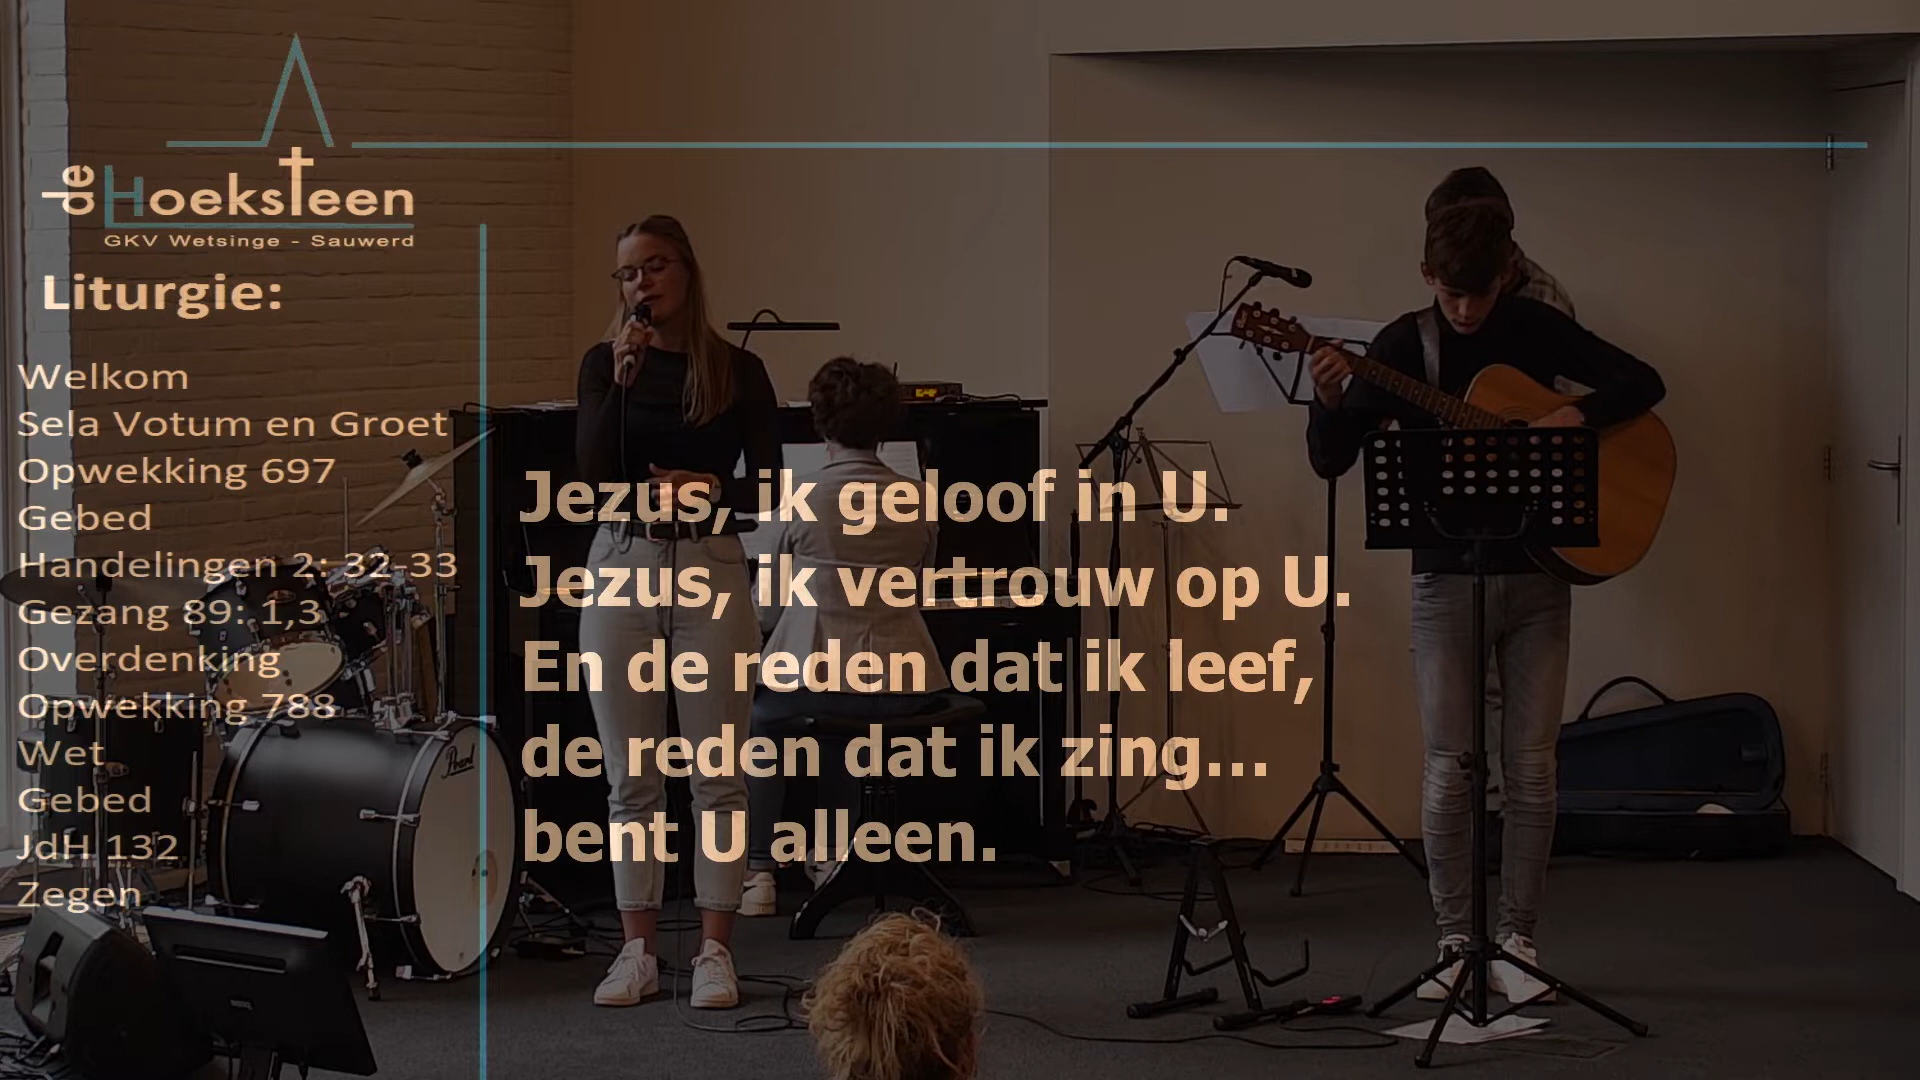 de Hoeksteen
GKV Wetsinge - Sauwerd
Liturgie:
Welkom
Sela Votum en Groet
Opwekking 697
Gebed
Handelingen 2: 32-33
Gezang 89: 1,3
Overdenking
Opwekking 788
Wet
Gebed
JdH 132
Zegen
Jezus, ik geloof in U.
Jezus, ik vertrouw op U.
En de reden dat ik leef,
de reden dat ik zing...
bent U alleen.
Pearl